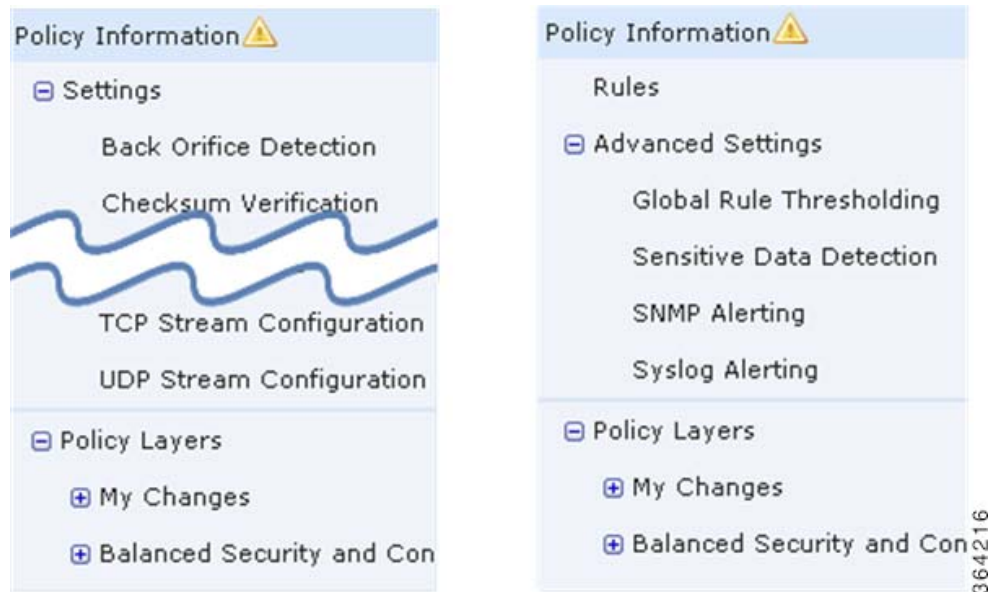 Policy Information
Settings
Back Orifice Detection
Checksum Verification
TCP Stream Configuration
UDP Stream Configuration
Policy Layers
My Changes
Balanced Security and Con
Policy Information
Rules
Advanced Settings
Global Rule Thresholding
Sensitive Data Detection
SNMP Alerting
Syslog Alerting
Policy Layers
My Changes
Balanced Security and Con
364216